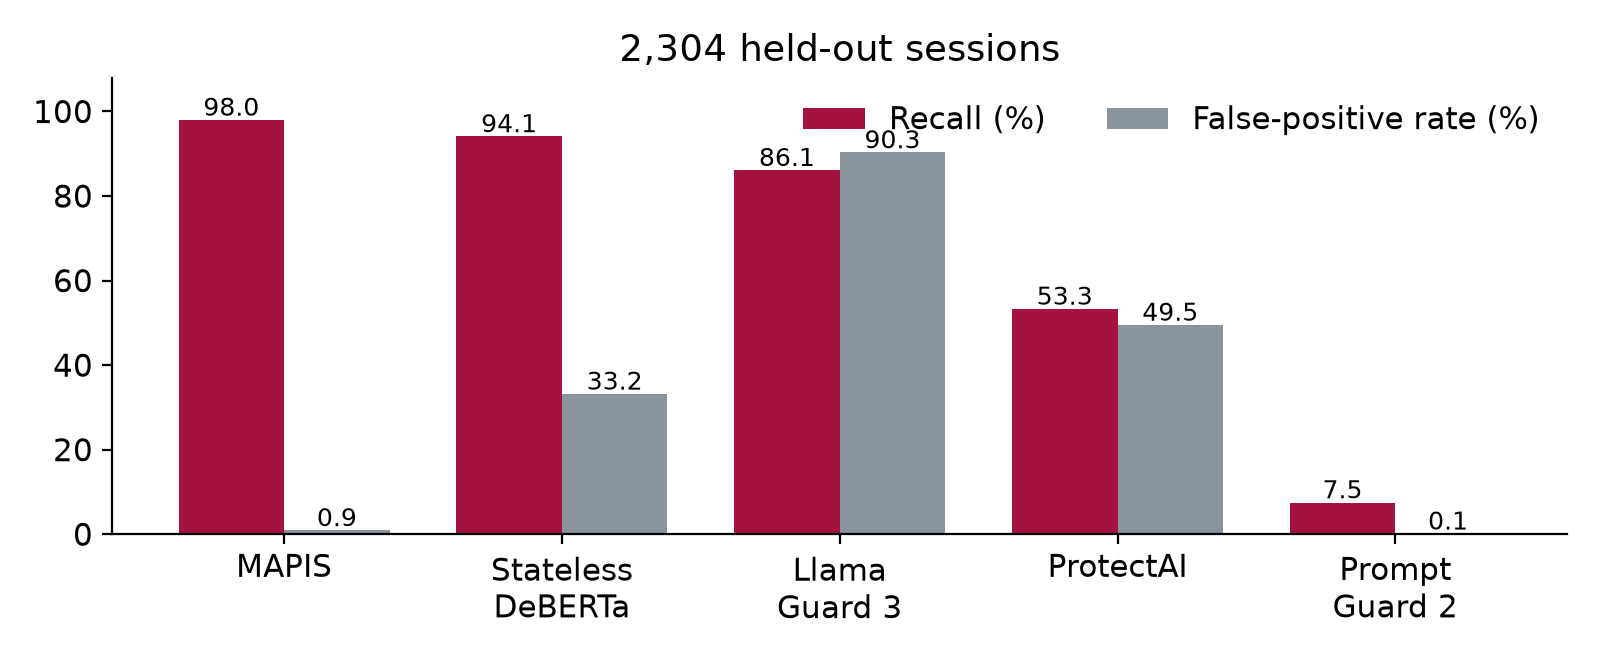 2,304 held-out sessions
Recall (%)
False-positive rate (%)
100
80
60
40
20
0
98.0
0.9
94.1
33.2
86.1
90.3
53.3
49.5
7.5
0.1
MAPIS
Stateless
DeBERTa
Llama
Guard 3
ProtectAI
Prompt
Guard 2